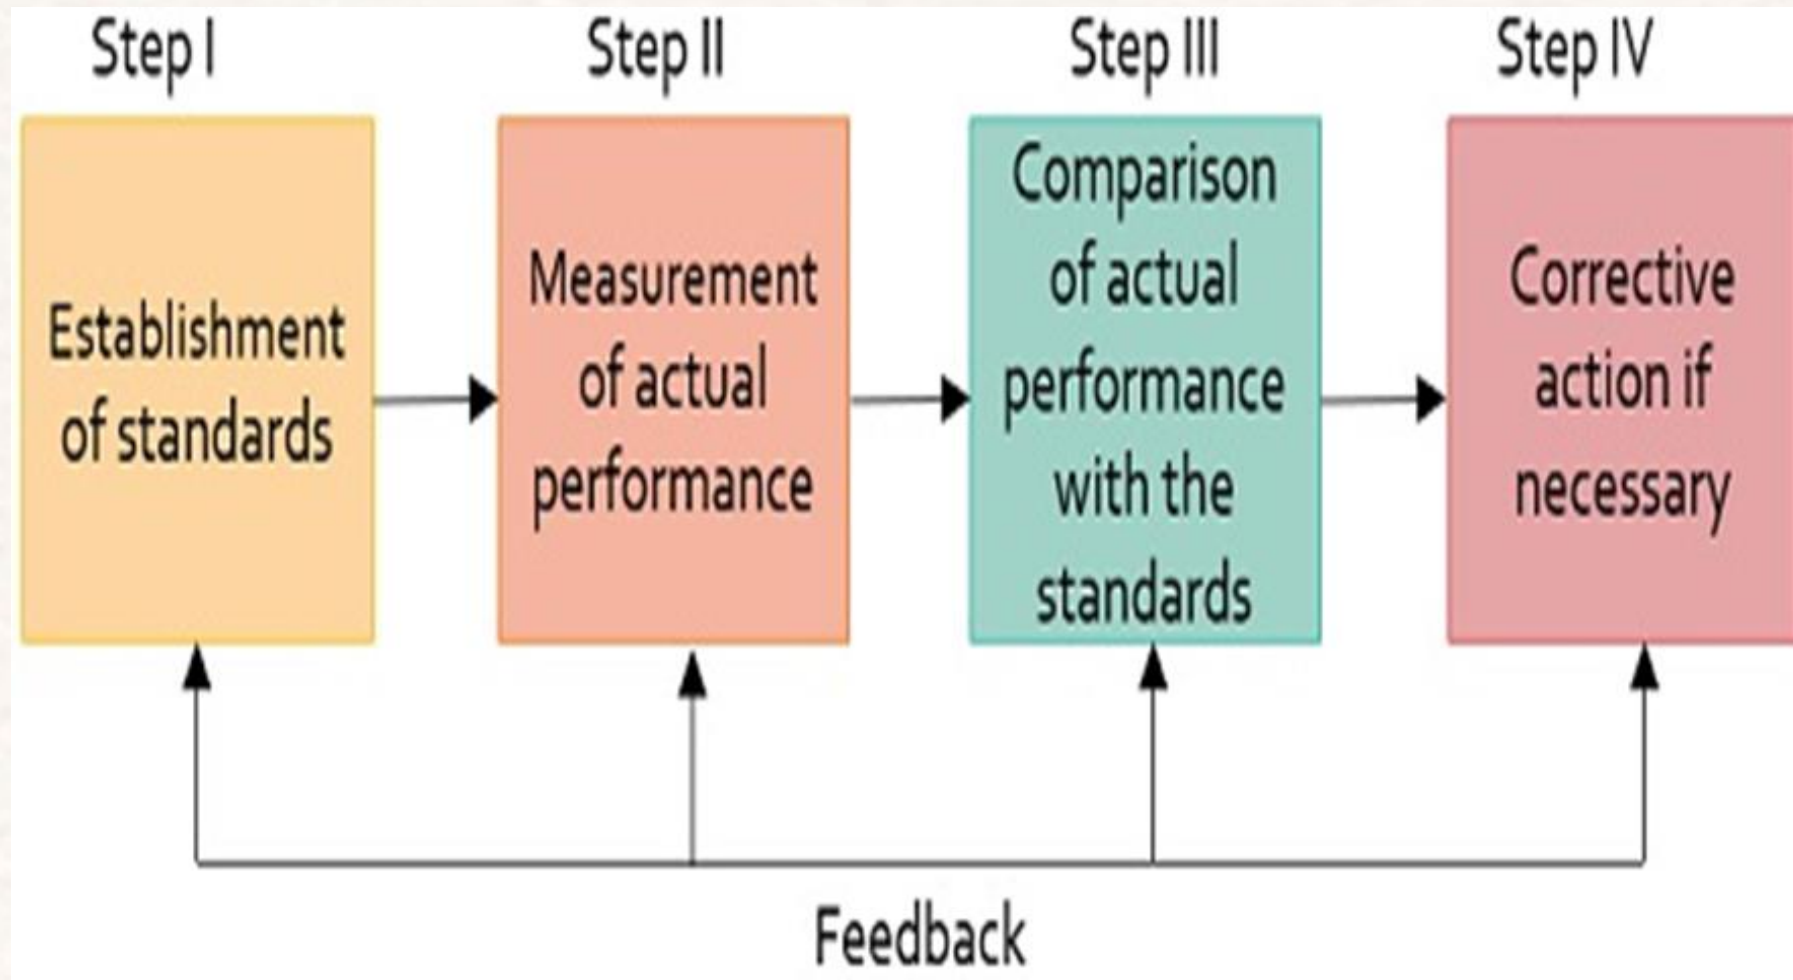 Step I
Step II
Step III
Step IV
Establishment
of standards
Measurement
of actual
performance
Comparison
of actual
performance
with the
standards
Corrective
action if
necessary
Feedback